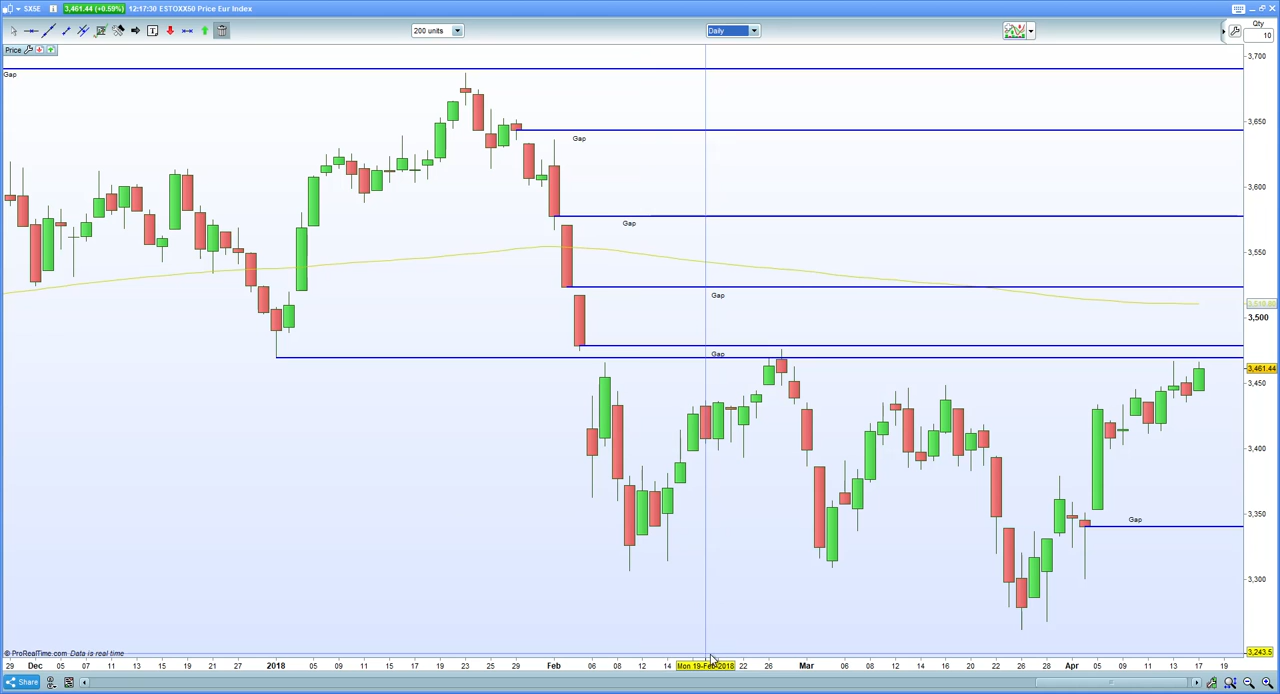 SX5E 3,461.44 (+0.59%) 12:17:30 ESTOXX50 Price Eur Index
200 units Daily Qty
10
Price
Gap
Gap
Gap
Gap
Gap
Gap
3,700
3,650
3,600
3,550
3,500
3,461.44
3,450
3,400
3,350
3,300
3,243.5
© ProRealTime.com Data is real time
29 Dec 05 07 11 13 15 19 21 27 2018 05 09 11 15 17 19 23 25 29 Feb 06 08 12 14 Mon 19-Feb-2018 22 26 Mar 06 08 12 14 16 20 22 26 28 Apr 05 09 11 13 17 19
Share